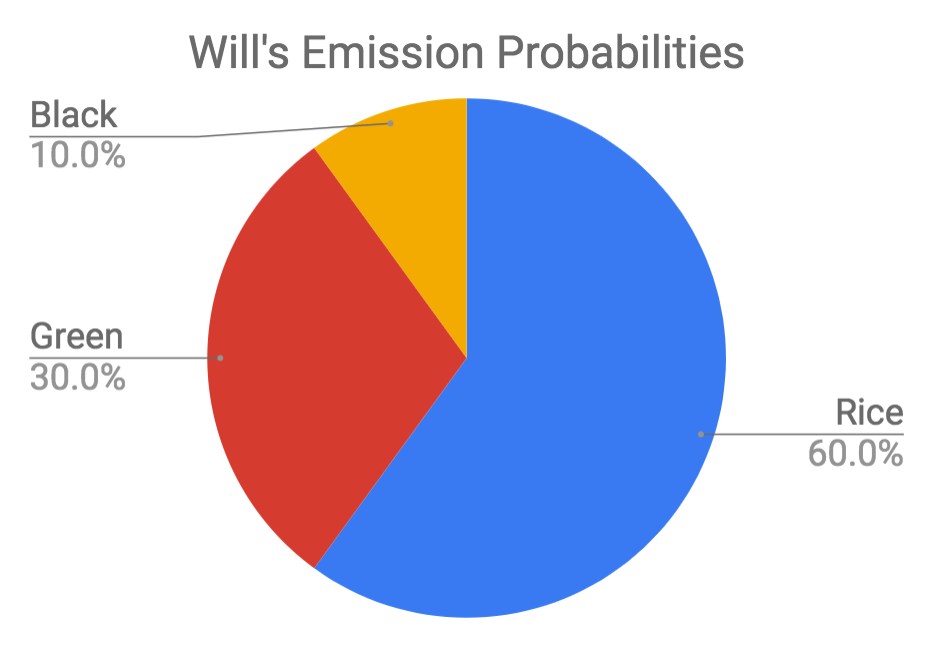 Will's Emission Probabilities
Black
10.0%
Green
30.0%
Rice
60.0%